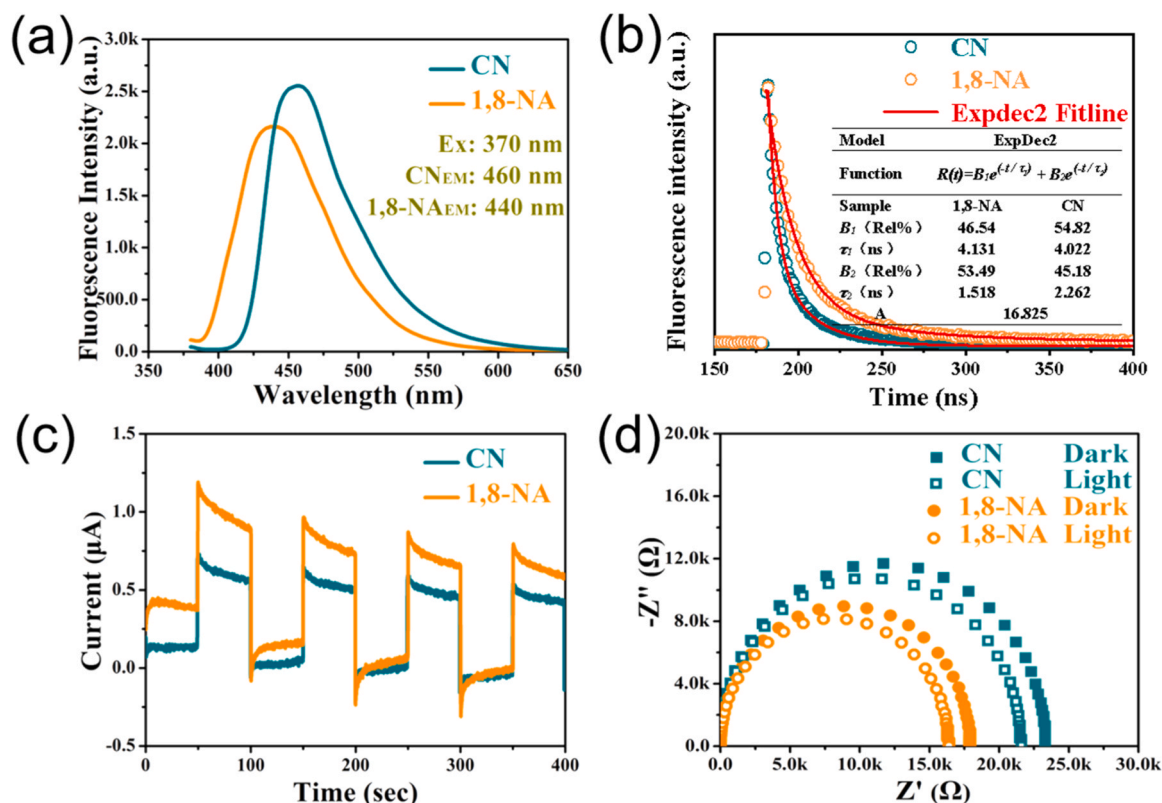 (a)
3.0k
2.5k
2.0k
1.5k
1.0k
500.0
0.0
350 400 450 500 550 600 650
Fluorescence Intensity (a.u.)
Wavelength (nm)
CN
1,8-NA
Ex: 370 nm
CNEM: 460 nm
1,8-NAEM: 440 nm
(b)
Fluorescence intensity (a.u.)
CN
1,8-NA
Expdec2 Fitline
Model ExpDec2
Function R(t)=B1e(-t/τ1) + B2e(-t/τ2)
Sample 1,8-NA CN
B1（Rel%） 46.54 54.82
τ1（ns） 4.131 4.022
B2（Rel%） 53.49 45.18
τ2（ns） 1.518 2.262
A 16.825
150 200 250 300 350 400
Time (ns)
(c)
1.5
1.0
0.5
0.0
-0.5
0 100 200 300 400
Current (μA)
Time (sec)
CN
1,8-NA
(d)
20.0k
16.0k
12.0k
8.0k
4.0k
0.0
0.0 5.0k 10.0k 15.0k 20.0k 25.0k 30.0k
-Z'' (Ω)
Z' (Ω)
CN Dark
CN Light
1,8-NA Dark
1,8-NA Light